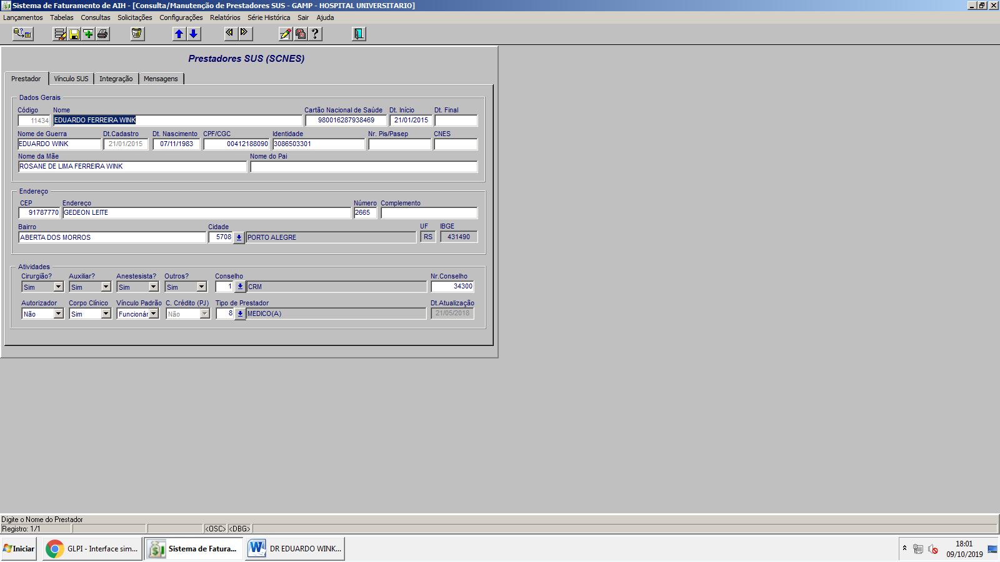 Sistema de Faturamento de AIH - [Consulta/Manutenção de Prestadores SUS - GAMP - HOSPITAL UNIVERSITARIO]
Lançamentos Tabelas Consultas Solicitações Configurações Relatórios Série Histórica Sair Ajuda
Prestadores SUS (SCNES)
Prestador Vínculo SUS Integração Mensagens
Dados Gerais
Código Nome Cartão Nacional de Saúde Dt. Início Dt. Final
11434 EDUARDO FERREIRA WINK 980016287938469 21/01/2015
Nome de Guerra Dt.Cadastro Dt. Nascimento CPF/CGC Identidade Nr. Pis/Pasep CNES
EDUARDO WINK 21/01/2015 07/11/1983 00412188090 3086503301
Nome da Mãe Nome do Pai
ROSANE DE LIMA FERREIRA WINK
Endereço
CEP Endereço Número Complemento
91787770 GEDEON LEITE 2665
Bairro Cidade UF IBGE
ABERTA DOS MORROS 5708 PORTO ALEGRE RS 431490
Atividades
Cirurgião? Auxiliar? Anestesista? Outros? Conselho Nr.Conselho
Sim Sim Sim Sim 1 CRM 34300
Autorizador Corpo Clínico Vínculo Padrão C. Crédito (PJ) Tipo de Prestador Dt.Atualização
Não Sim Funcionár Não 8 MEDICO(A) 21/05/2018
Digite o Nome do Prestador
Registro: 1/1 <OSC> <DBG>
Iniciar GLPI - Interface sim... Sistema de Fatura... DR EDUARDO WINK... 18:01
09/10/2019